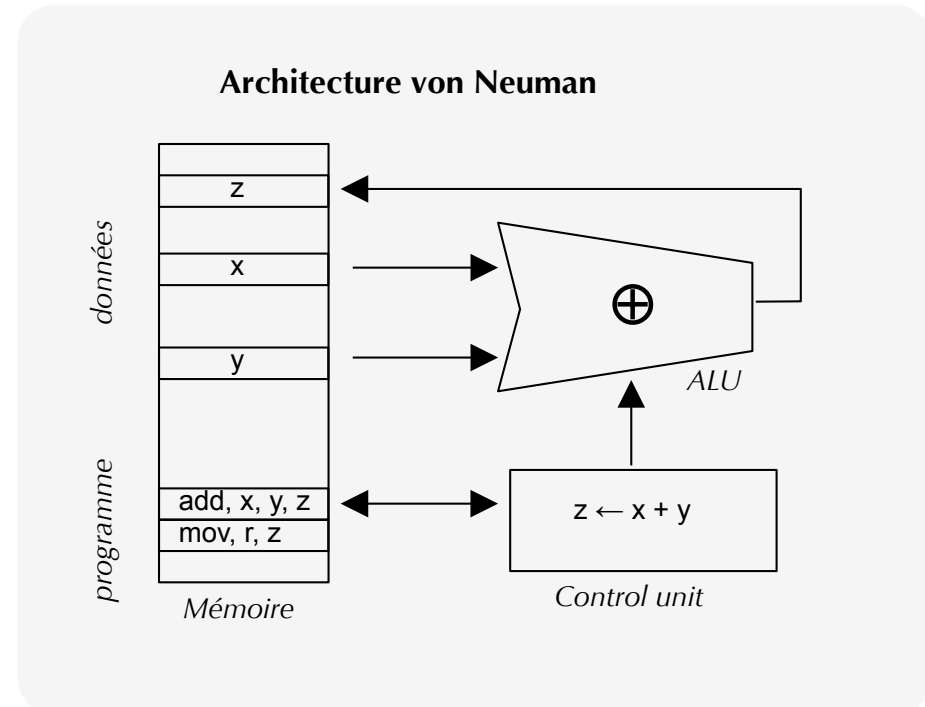 Architecture von Neuman
données
z
x
y
ALU
programme
add, x, y, z
mov, r, z
z ← x + y
Mémoire
Control unit